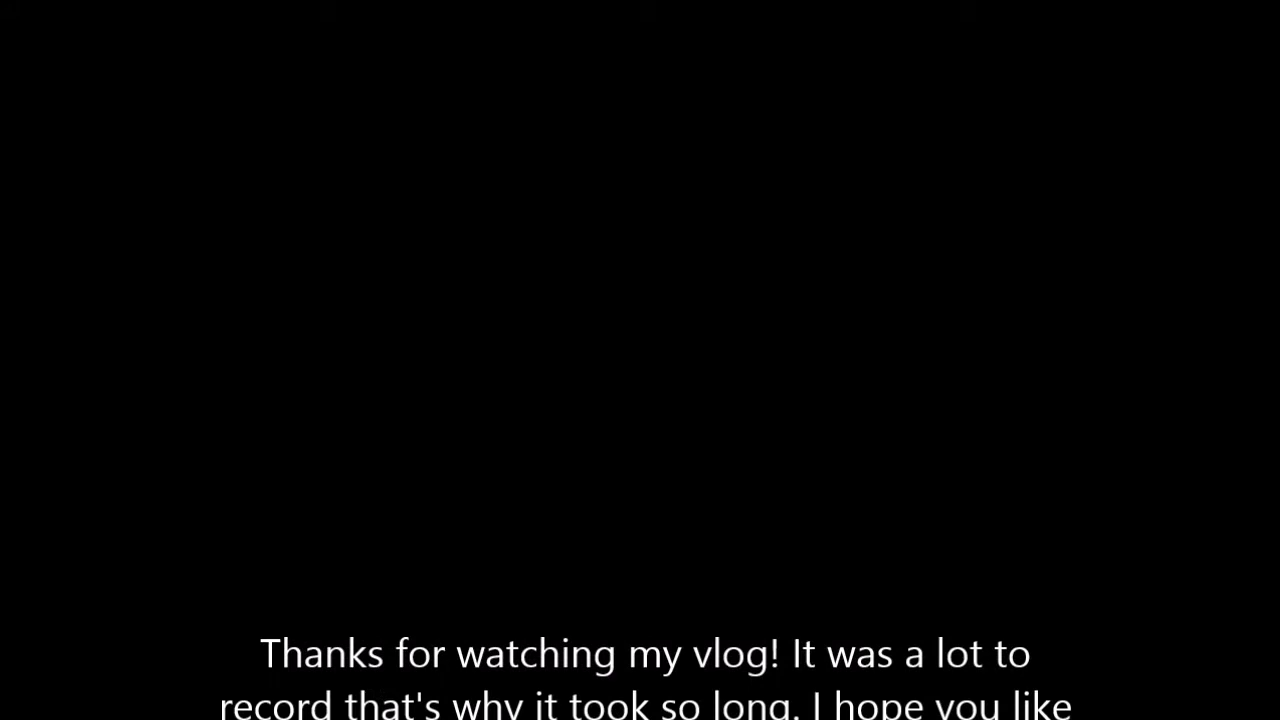 Thanks for watching my vlog! It was a lot to
record that's why it took so long. I hope you like